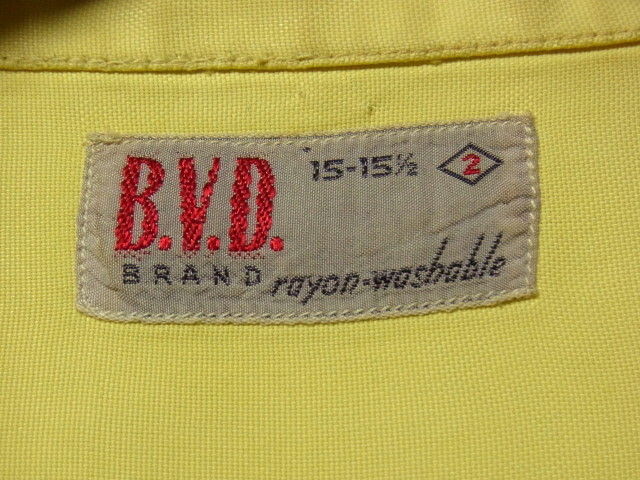 B.V.D. 15-15½ 2
BRAND rayon-washable